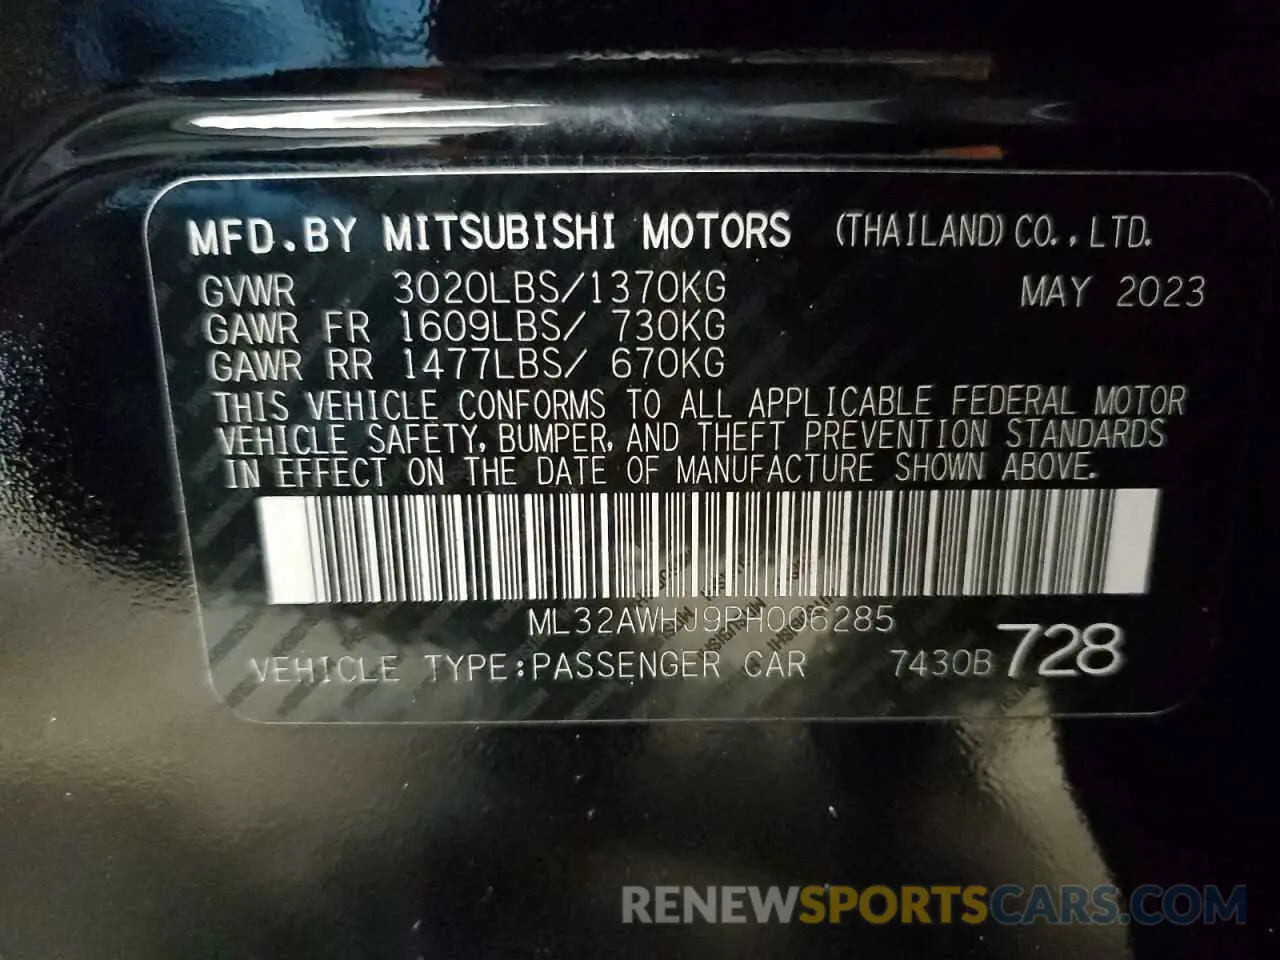 MFD.BY MITSUBISHI MOTORS (THAILAND) CO.,LTD.
GVWR 3020LBS/1370KG MAY 2023
GAWR FR 1609LBS/ 730KG
GAWR RR 1477LBS/ 670KG
THIS VEHICLE CONFORMS TO ALL APPLICABLE FEDERAL MOTOR
VEHICLE SAFETY, BUMPER, AND THEFT PREVENTION STANDARDS
IN EFFECT ON THE DATE OF MANUFACTURE SHOWN ABOVE.
ML32AWHJ9PH006285
VEHICLE TYPE:PASSENGER CAR 7430B 728
RENEWSPORTSCARS.COM